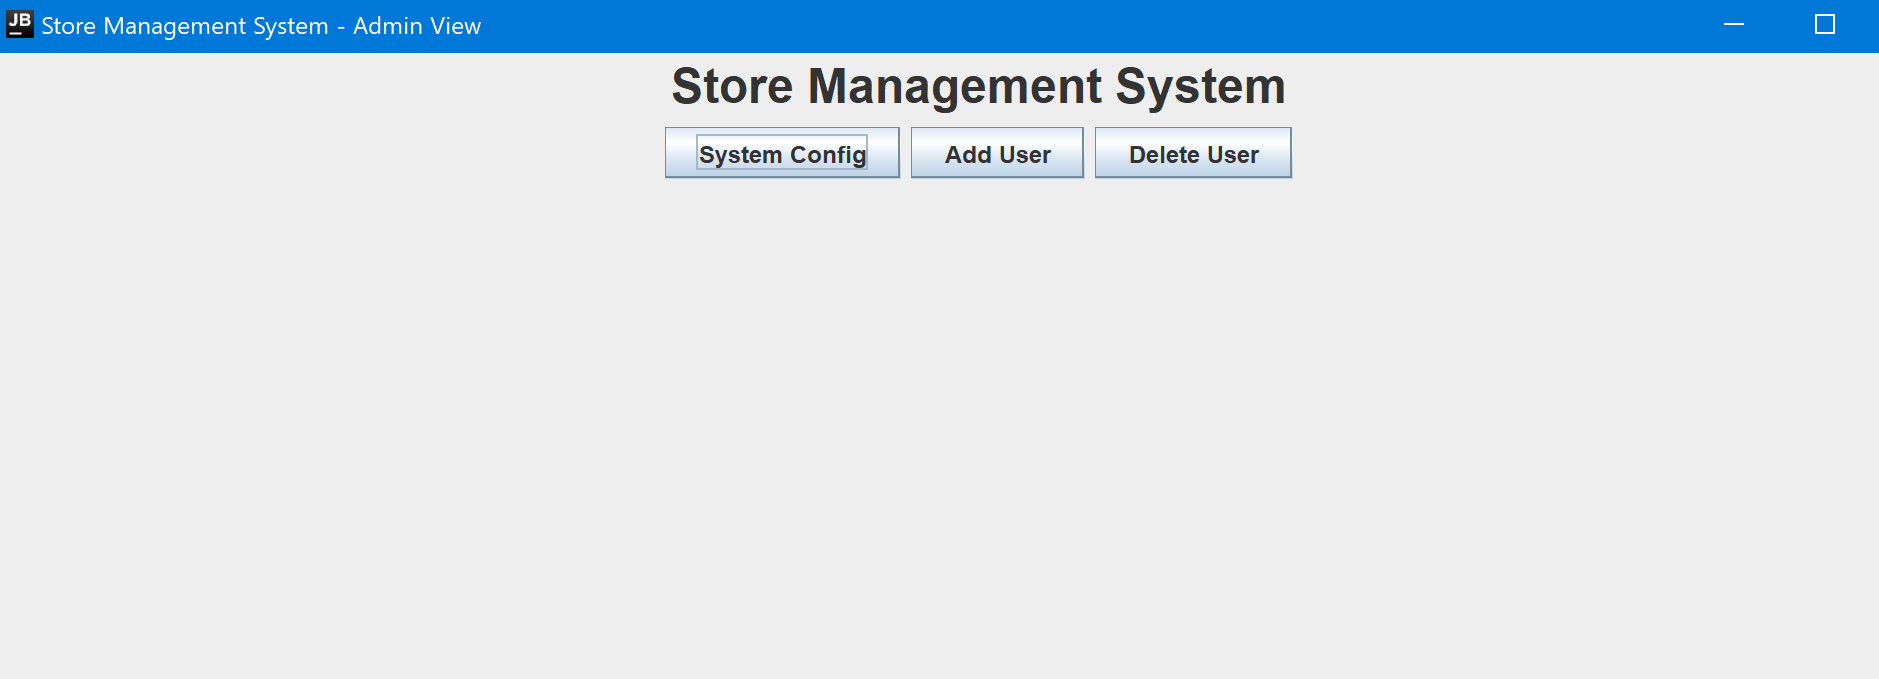 JB Store Management System - Admin View
Store Management System
System Config Add User Delete User